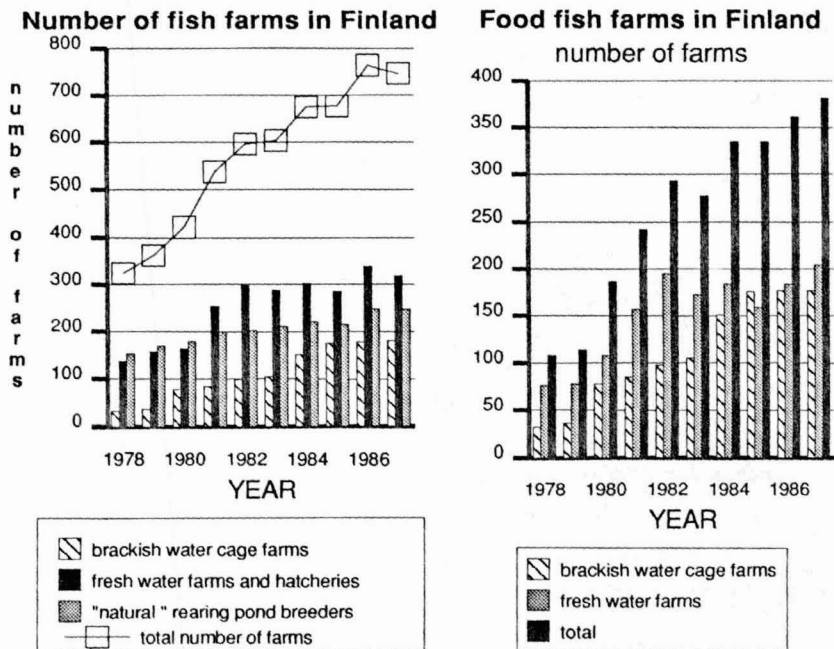 Number of fish farms in Finland
800
700
600
500
400
300
200
100
0
number of farms
1978 1980 1982 1984 1986
YEAR
brackish water cage farms
fresh water farms and hatcheries
"natural " rearing pond breeders
total number of farms
Food fish farms in Finland
number of farms
400
350
300
250
200
150
100
50
0
1978 1980 1982 1984 1986
YEAR
brackish water cage farms
fresh water farms
total